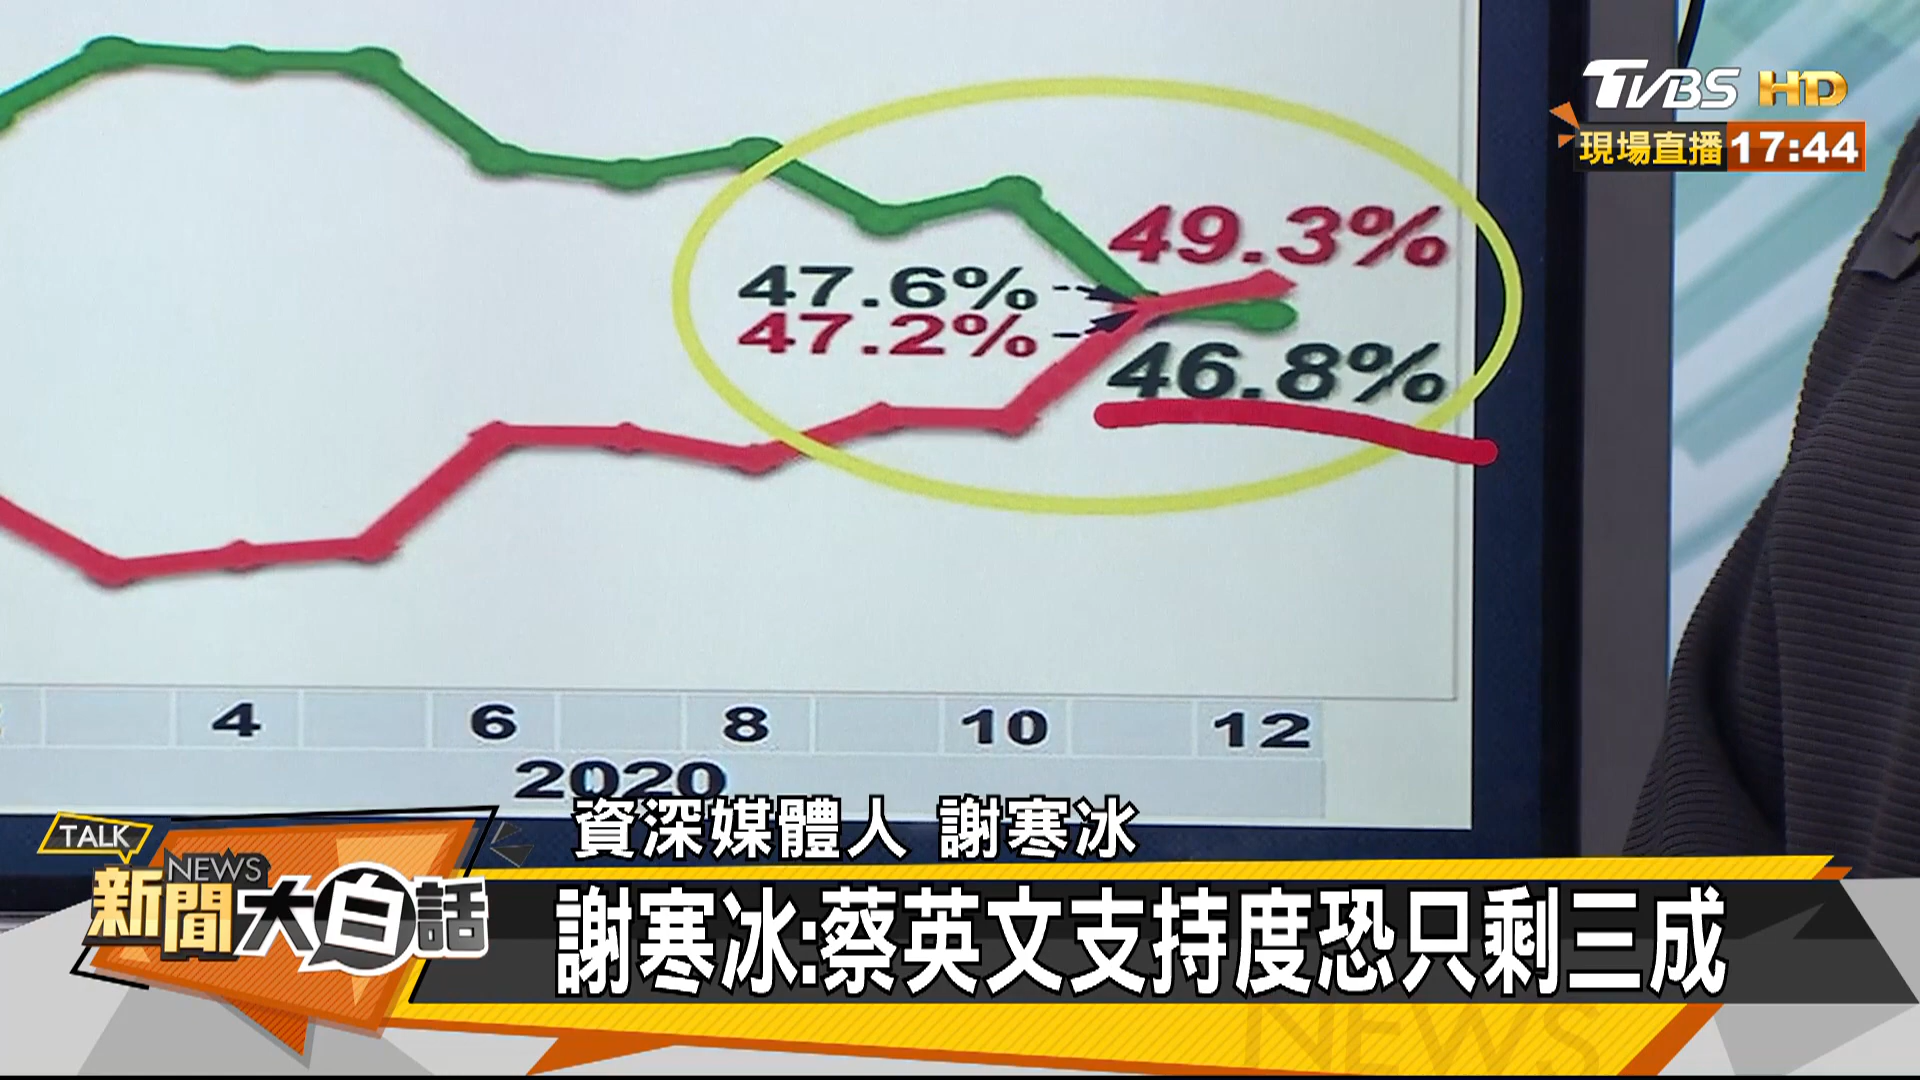 TVBS HD
現場直播 17:44
49.3%
47.6%
47.2%
46.8%
4 6 8 10 12
2020
資深媒體人 謝寒冰
TALK
NEWS
新聞大白話
謝寒冰:蔡英文支持度恐只剩三成
NEWS